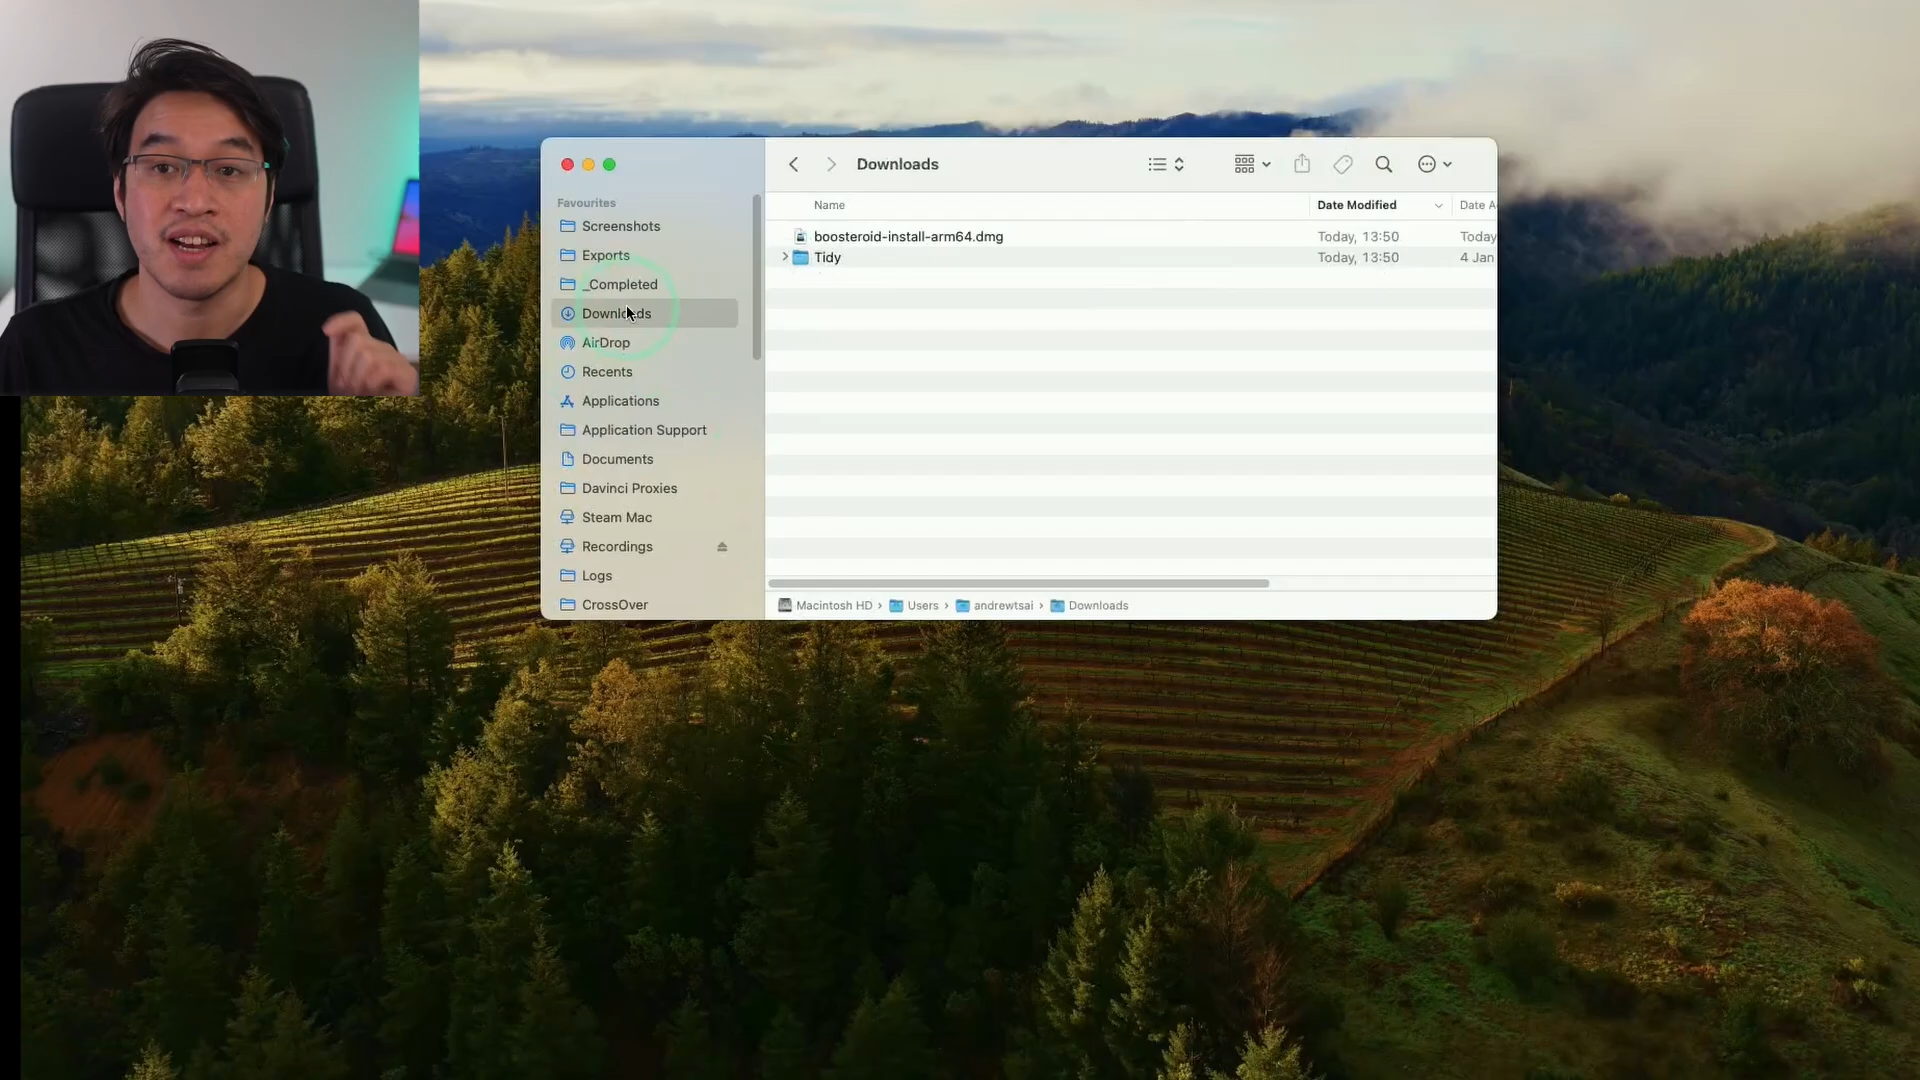 Downloads
Favourites
Screenshots
Exports
_Completed
Downloads
AirDrop
Recents
Applications
Application Support
Documents
Davinci Proxies
Steam Mac
Recordings
Logs
CrossOver
Name Date Modified Date A
boosteroid-install-arm64.dmg Today, 13:50 Today
Tidy Today, 13:50 4 Jan
Macintosh HD › Users › andrewtsai › Downloads